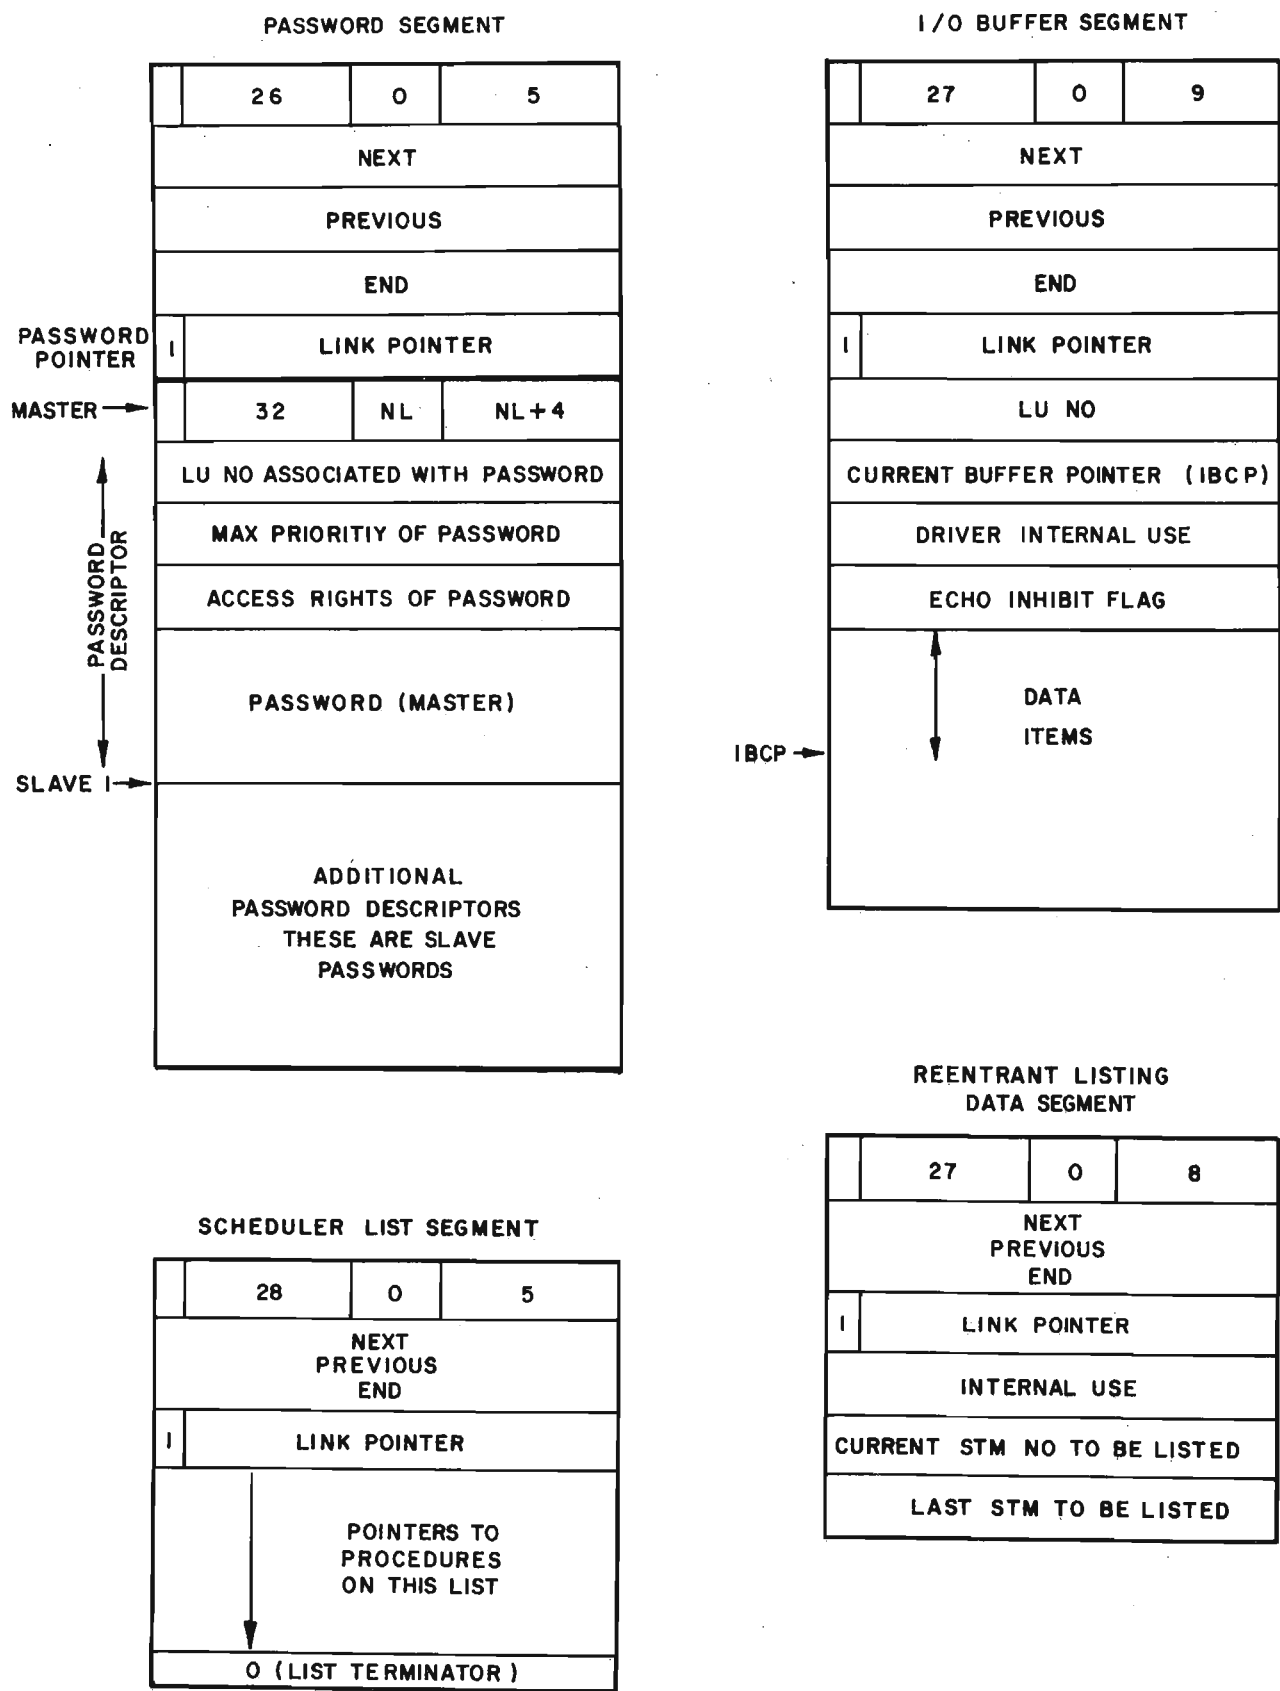 PASSWORD SEGMENT
26 0 5
NEXT
PREVIOUS
END
PASSWORD
POINTER
1 LINK POINTER
MASTER
32 NL NL+4
LU NO ASSOCIATED WITH PASSWORD
MAX PRIORITIY OF PASSWORD
ACCESS RIGHTS OF PASSWORD
PASSWORD
DESCRIPTOR
PASSWORD (MASTER)
SLAVE 1
ADDITIONAL
PASSWORD DESCRIPTORS
THESE ARE SLAVE
PASSWORDS
I/O BUFFER SEGMENT
27 0 9
NEXT
PREVIOUS
END
1 LINK POINTER
LU NO
CURRENT BUFFER POINTER (IBCP)
DRIVER INTERNAL USE
ECHO INHIBIT FLAG
DATA
ITEMS
IBCP
SCHEDULER LIST SEGMENT
28 0 5
NEXT
PREVIOUS
END
1 LINK POINTER
POINTERS TO
PROCEDURES
ON THIS LIST
0 (LIST TERMINATOR)
REENTRANT LISTING
DATA SEGMENT
27 0 8
NEXT
PREVIOUS
END
1 LINK POINTER
INTERNAL USE
CURRENT STM NO TO BE LISTED
LAST STM TO BE LISTED